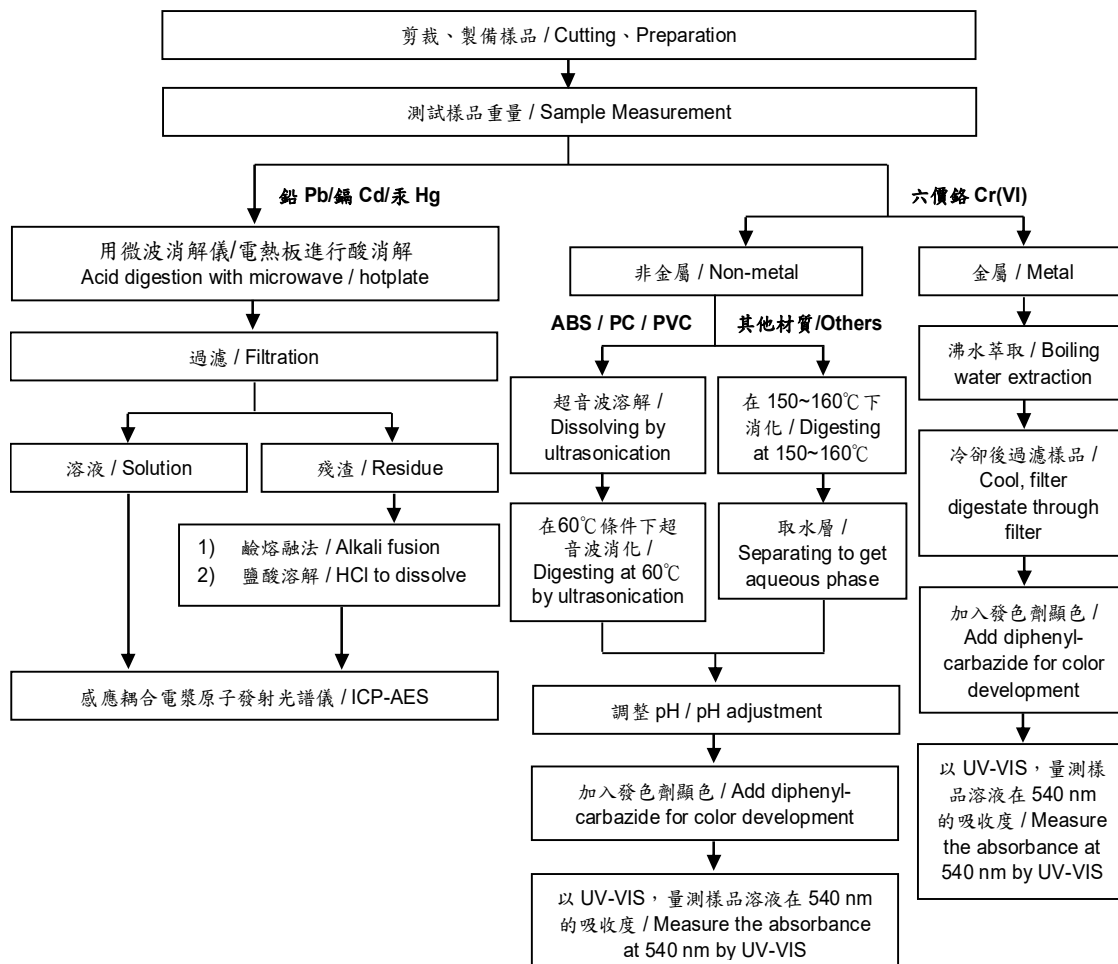 剪裁、製備樣品 / Cutting、Preparation
測試樣品重量 / Sample Measurement
鉛 Pb/鎘 Cd/汞 Hg
六價鉻 Cr(VI)
用微波消解儀/電熱板進行酸消解
Acid digestion with microwave / hotplate
過濾 / Filtration
溶液 / Solution
殘渣 / Residue
1) 鹼熔融法 / Alkali fusion
2) 鹽酸溶解 / HCl to dissolve
感應耦合電漿原子發射光譜儀 / ICP-AES
非金屬 / Non-metal
ABS / PC / PVC
其他材質/Others
超音波溶解 /
Dissolving by
ultrasonication
在60℃條件下超
音波消化 /
Digesting at 60℃
by ultrasonication
在 150~160℃下
消化 / Digesting
at 150~160℃
取水層 /
Separating to get
aqueous phase
調整 pH / pH adjustment
加入發色劑顯色 / Add diphenyl-
carbazide for color development
以 UV-VIS，量測樣品溶液在 540 nm
的吸收度 / Measure the absorbance
at 540 nm by UV-VIS
金屬 / Metal
沸水萃取 / Boiling
water extraction
冷卻後過濾樣品 /
Cool, filter
digestate through
filter
加入發色劑顯色 /
Add diphenyl-
carbazide for color
development
以 UV-VIS，量測樣
品溶液在 540 nm
的吸收度 / Measure
the absorbance at
540 nm by UV-VIS